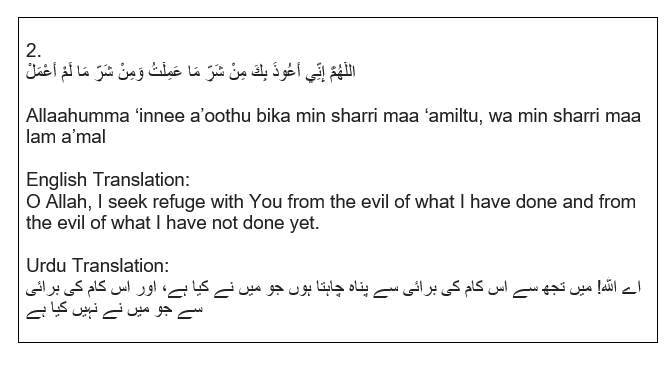 2.
اللَّهُمَّ إِنِّي أَعُوذَ بِكَ مِنْ شَرِّ مَا عَمِلْتُ وَمِنْ شَرِّ مَا لَمْ أَعْمَلْ
Allaahumma ‘innee a’oothu bika min sharri maa ‘amiltu, wa min sharri maa
lam a’mal
English Translation:
O Allah, I seek refuge with You from the evil of what I have done and from
the evil of what I have not done yet.
Urdu Translation:
اے اللہ! میں تجھ سے اس کام کی برائی سے پناہ چاہتا ہوں جو میں نے کیا ہے، اور اس کام کی برائی
سے جو میں نے نہیں کیا ہے